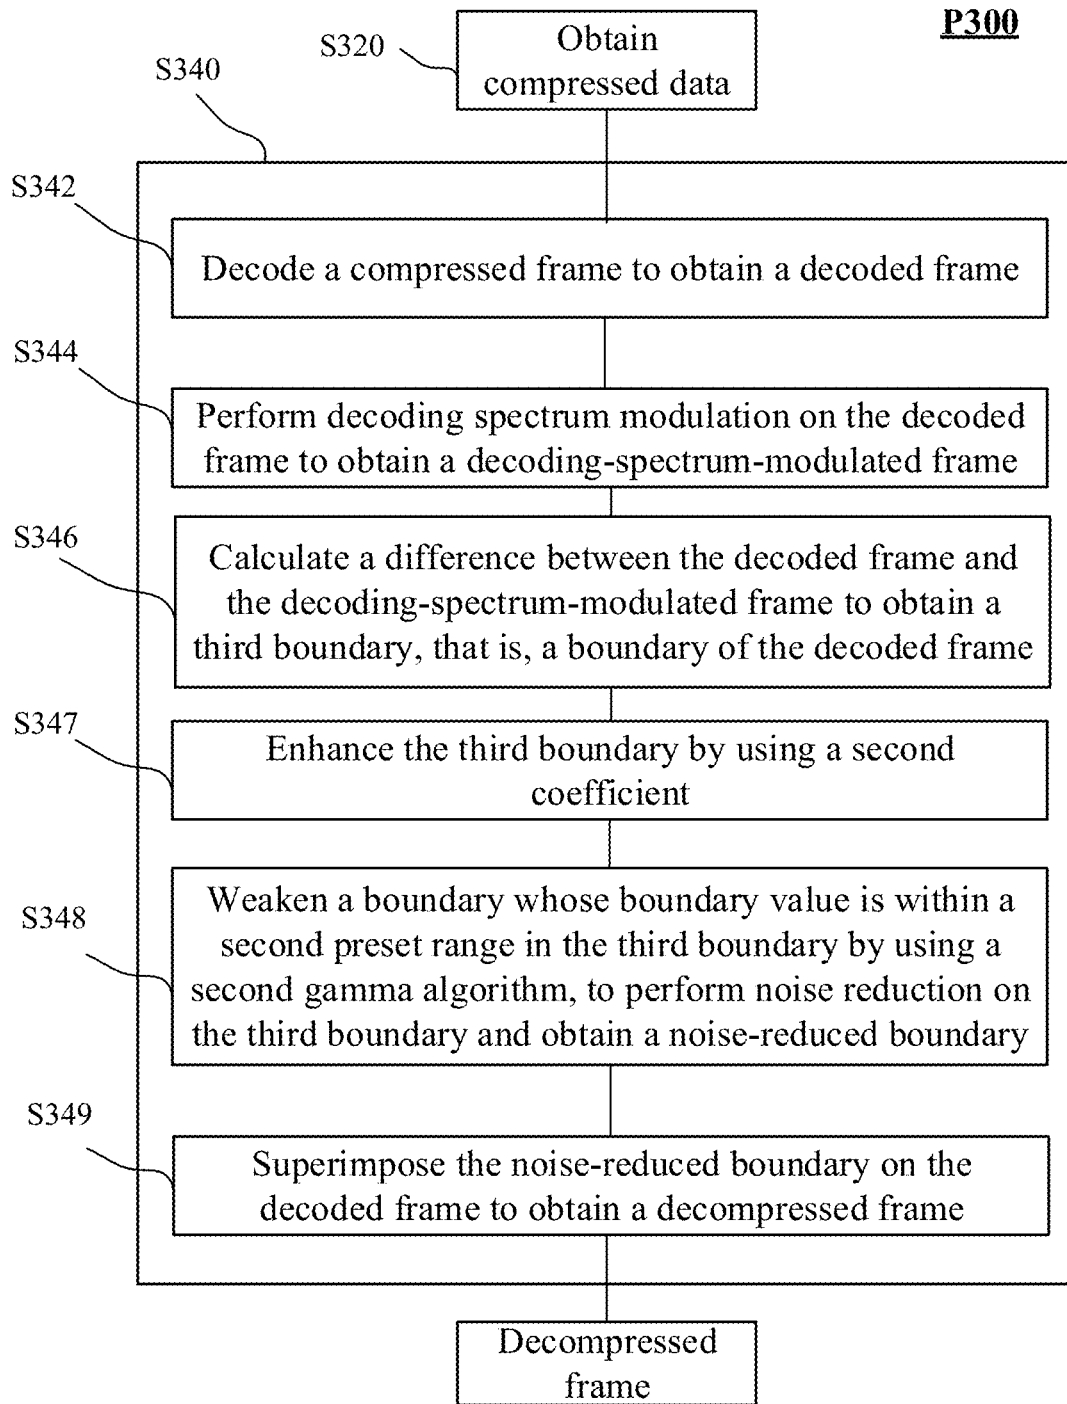 P300
S320
Obtain
compressed data
S340
S342
Decode a compressed frame to obtain a decoded frame
S344
Perform decoding spectrum modulation on the decoded
frame to obtain a decoding-spectrum-modulated frame
S346
Calculate a difference between the decoded frame and
the decoding-spectrum-modulated frame to obtain a
third boundary, that is, a boundary of the decoded frame
S347
Enhance the third boundary by using a second
coefficient
S348
Weaken a boundary whose boundary value is within a
second preset range in the third boundary by using a
second gamma algorithm, to perform noise reduction on
the third boundary and obtain a noise-reduced boundary
S349
Superimpose the noise-reduced boundary on the
decoded frame to obtain a decompressed frame
Decompressed
frame